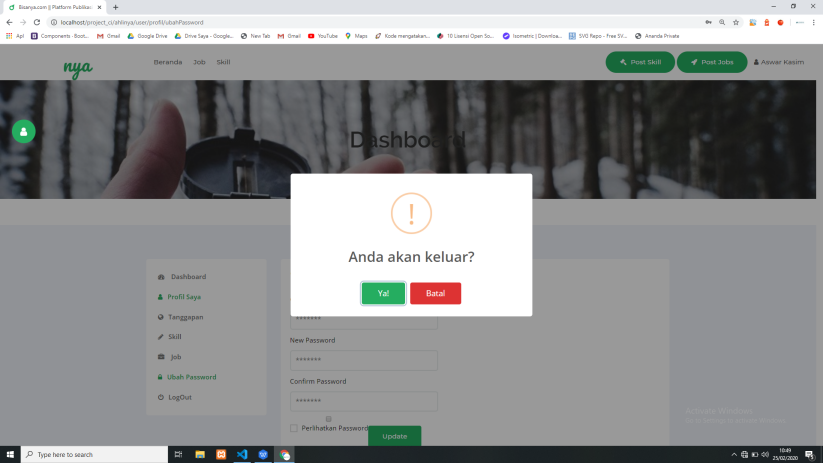 Bisanya.com || Platform Publikasi
localhost/project_ci/ahlinya/user/profil/ubahPassword
Apl
Components · Boot...
Gmail
Google Drive
Drive Saya - Google...
New Tab
Gmail
YouTube
Maps
Kode mengatakan...
10 Lisensi Open So...
Isometric | Downloa...
SVG Repo - Free SV...
Ananda Private
nya
Beranda
Job
Skill
Post Skill
Post Jobs
Aswar Kasim
Dashboard
Anda akan keluar?
Ya!
Batal
Dashboard
Profil Saya
Tanggapan
Skill
Job
Ubah Password
LogOut
*******
New Password
*******
Confirm Password
*******
Perlihatkan Password
Update
Activate Windows
Type here to search
10:49
25/02/2020